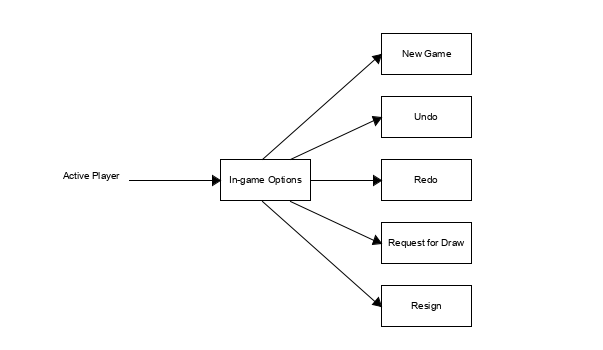 New Game
Undo
Active Player
In-game Options
Redo
Request for Draw
Resign